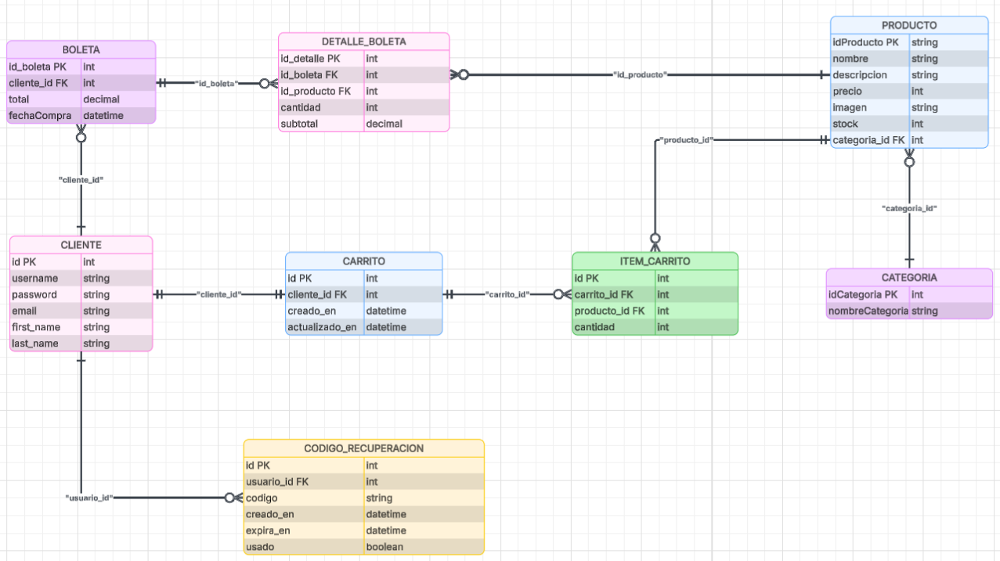 BOLETA
id_boleta PK int
cliente_id FK int
total decimal
fechaCompra datetime
"id_boleta"
DETALLE_BOLETA
id_detalle PK int
id_boleta FK int
id_producto FK int
cantidad int
subtotal decimal
"id_producto"
PRODUCTO
idProducto PK string
nombre string
descripcion string
precio int
imagen string
stock int
categoria_id FK int
"producto_id"
"cliente_id"
"categoria_id"
CLIENTE
id PK int
username string
password string
email string
first_name string
last_name string
"cliente_id"
CARRITO
id PK int
cliente_id FK int
creado_en datetime
actualizado_en datetime
"carrito_id"
ITEM_CARRITO
id PK int
carrito_id FK int
producto_id FK int
cantidad int
CATEGORIA
idCategoria PK int
nombreCategoria string
"usuario_id"
CODIGO_RECUPERACION
id PK int
usuario_id FK int
codigo string
creado_en datetime
expira_en datetime
usado boolean